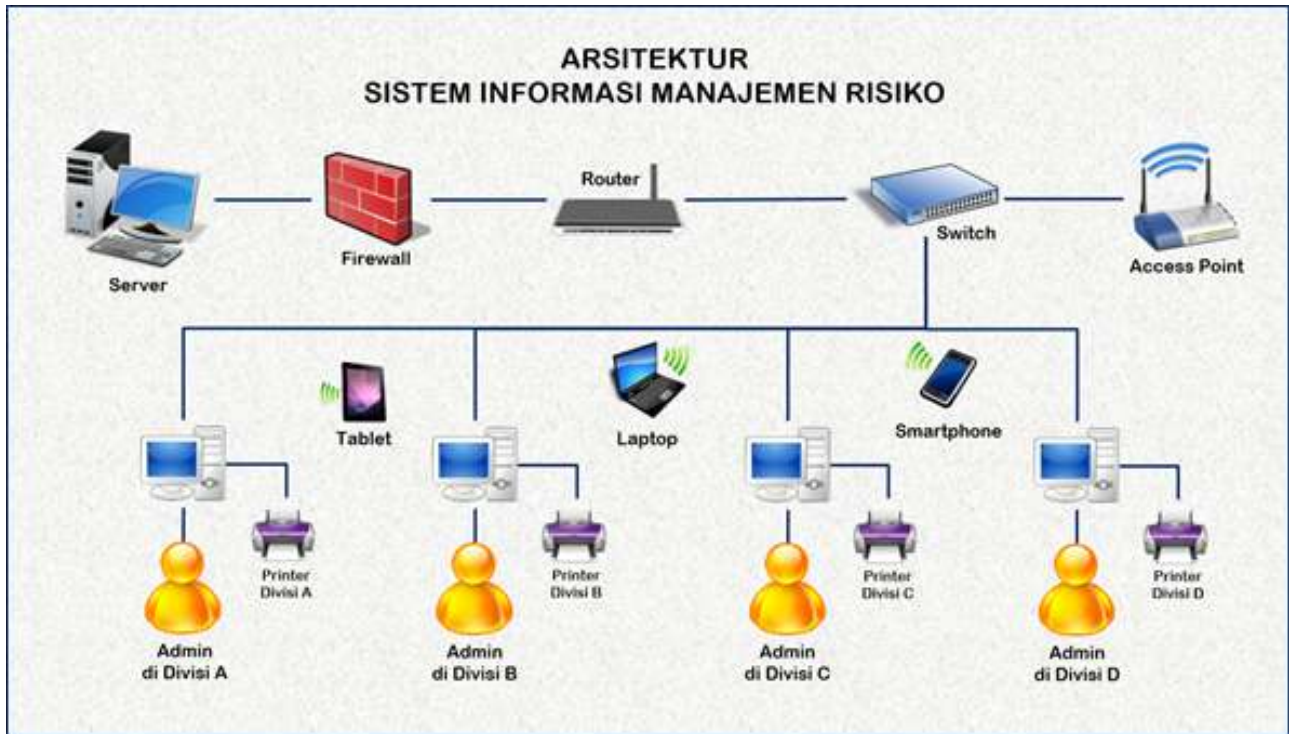 ARSITEKTUR
SISTEM INFORMASI MANAJEMEN RISIKO
Server
Firewall
Router
Switch
Access Point
Tablet
Laptop
Smartphone
Printer
Divisi A
Printer
Divisi B
Printer
Divisi C
Printer
Divisi D
Admin
di Divisi A
Admin
di Divisi B
Admin
di Divisi C
Admin
di Divisi D